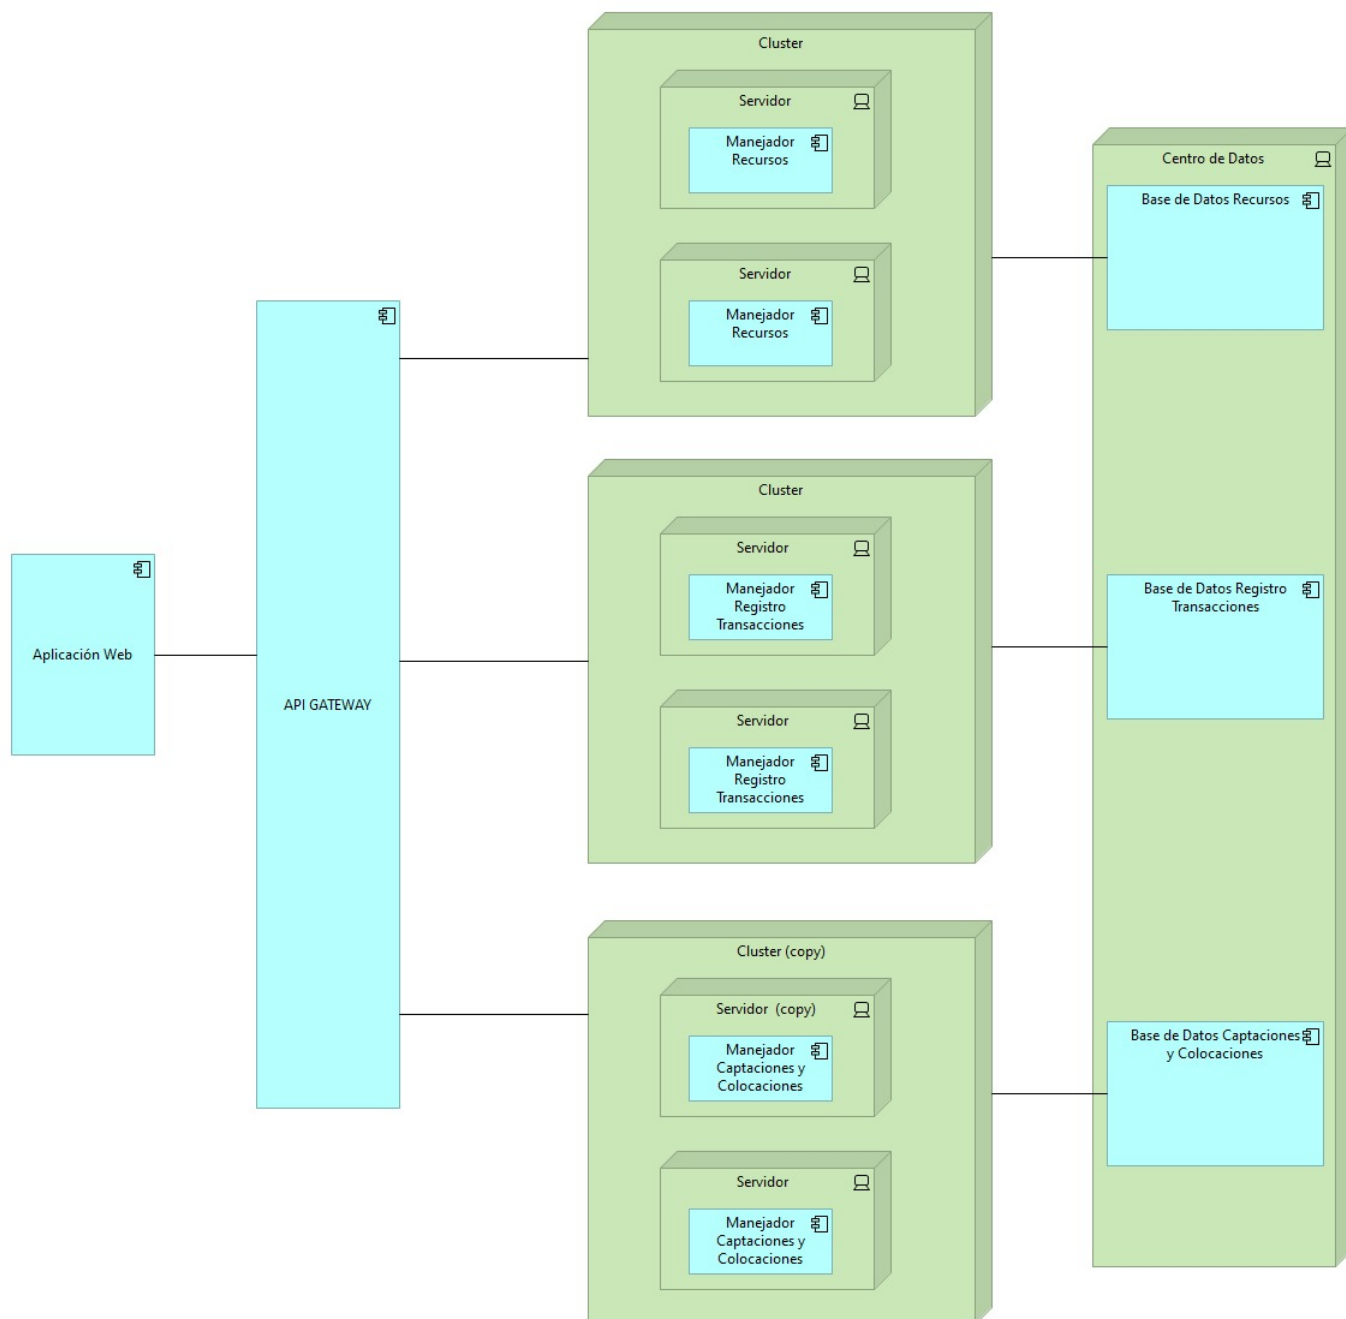 Cluster
Servidor
Manejador
Recursos
Servidor
Manejador
Recursos
Centro de Datos
Base de Datos Recursos
Cluster
Servidor
Manejador
Registro
Transacciones
Servidor
Manejador
Registro
Transacciones
Base de Datos Registro
Transacciones
Aplicación Web
API GATEWAY
Cluster (copy)
Servidor (copy)
Manejador
Captaciones y
Colocaciones
Servidor
Manejador
Captaciones y
Colocaciones
Base de Datos Captaciones
y Colocaciones